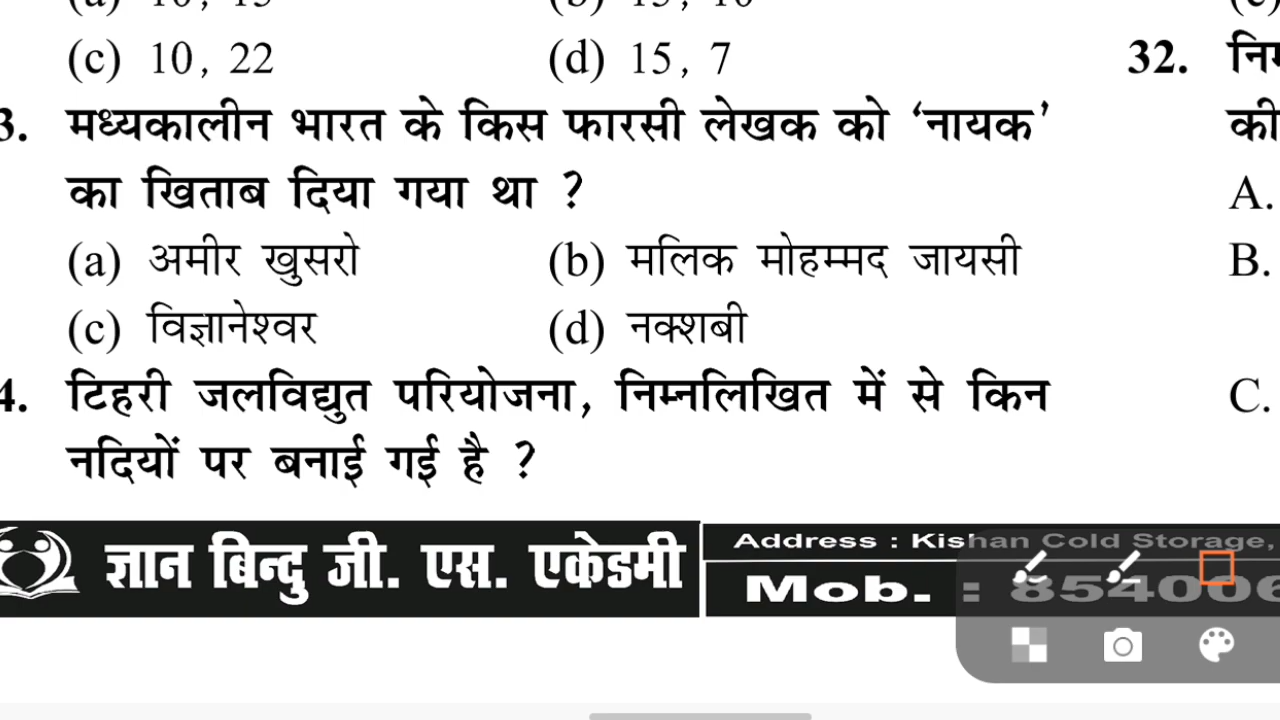 (c) 10, 22 (d) 15, 7
3. मध्यकालीन भारत के किस फारसी लेखक को ‘नायक’
का खिताब दिया गया था ?
(a) अमीर खुसरो (b) मलिक मोहम्मद जायसी
(c) विज्ञानेश्वर (d) नक्शबी
4. टिहरी जलविद्युत परियोजना, निम्नलिखित में से किन
नदियों पर बनाई गई है ?
32.
की
A.
B.
C.
ज्ञान बिन्दु जी. एस. एकेडमी
Address : Kishan Cold Storage,
Mob. : 854006